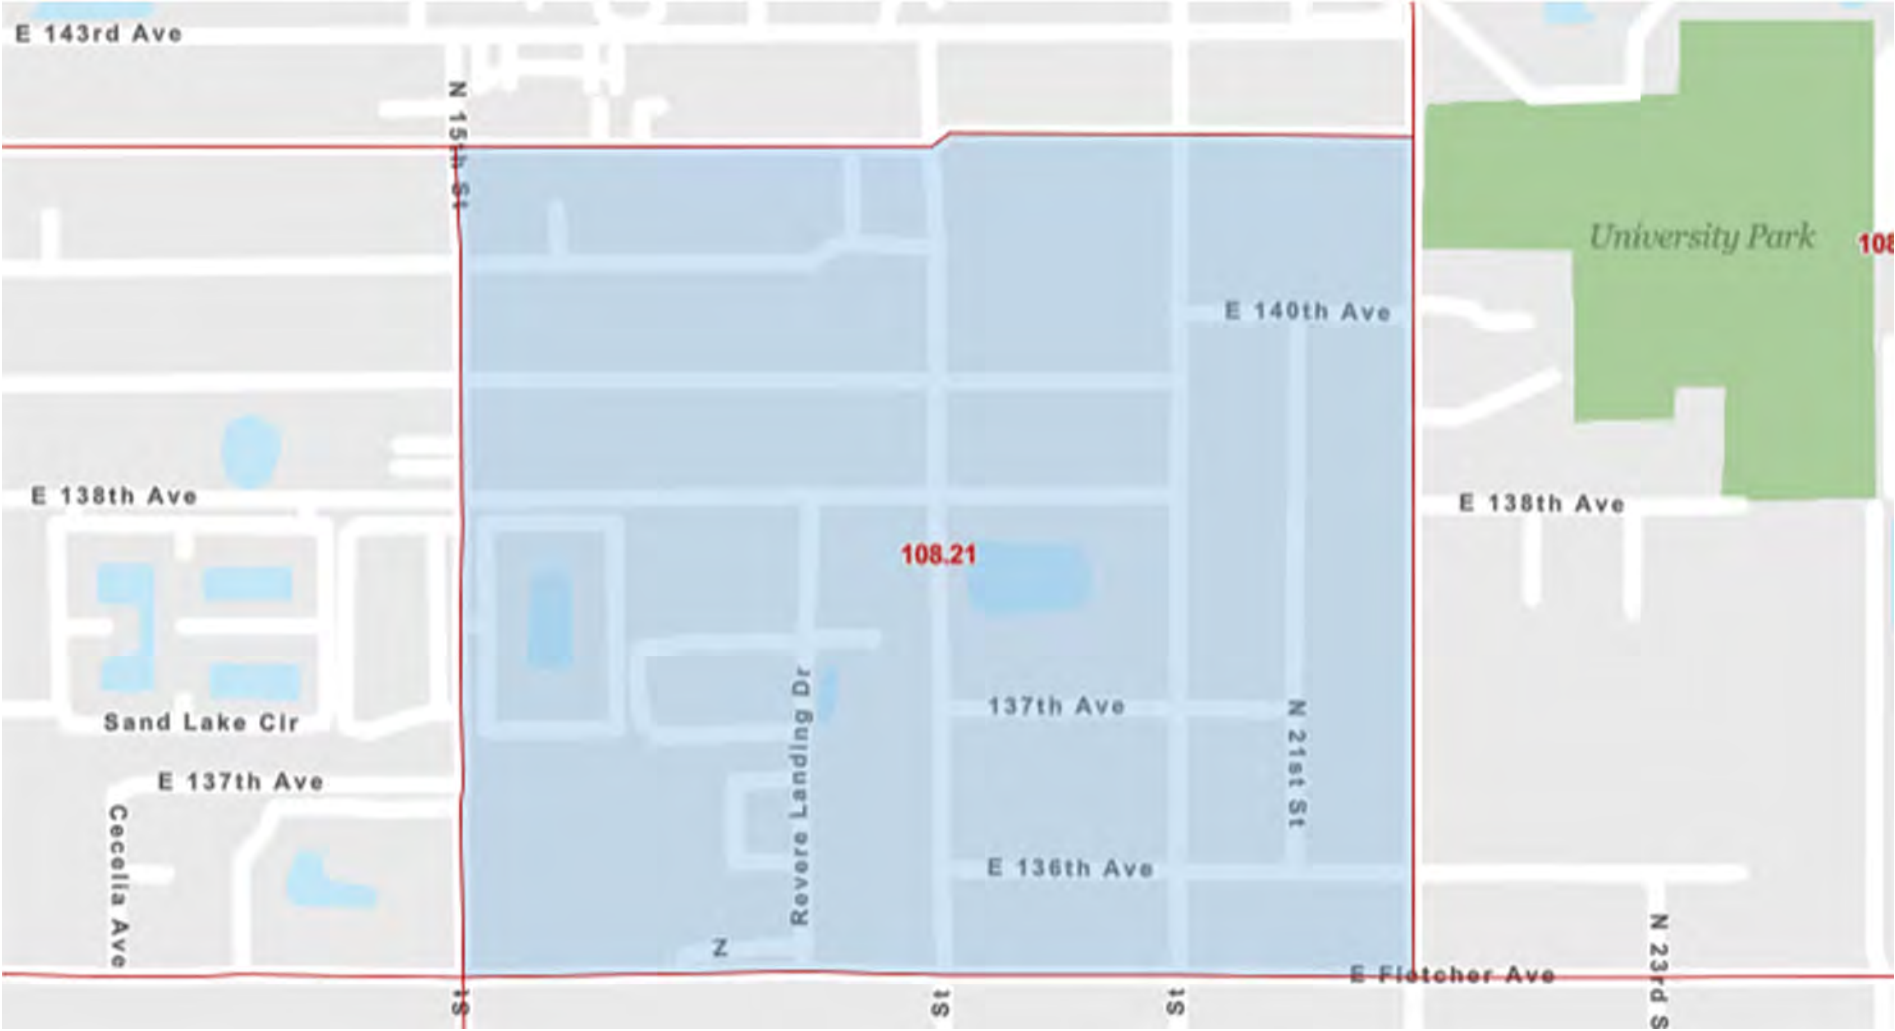 E 143rd Ave
N 15th St
University Park
108
E 140th Ave
E 138th Ave
E 138th Ave
108.21
Revere Landing Dr
137th Ave
N 21st St
Sand Lake Cir
E 137th Ave
Cecelia Ave
E 136th Ave
N
N 23rd S
E Fletcher Ave
St
St
St